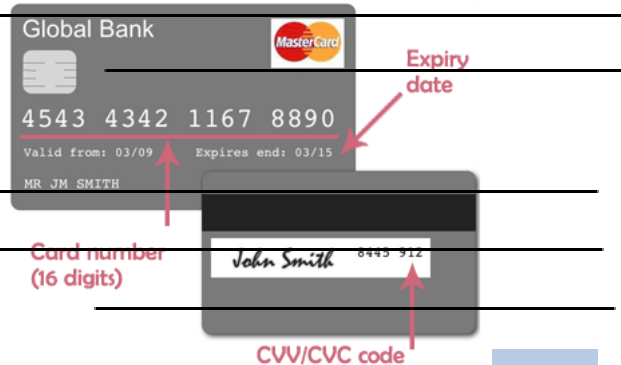 Global Bank
MasterCard
Expiry
date
4543 4342 1167 8890
Valid from: 03/09 Expires end: 03/15
MR JM SMITH
Card number
(16 digits)
John Smith 8445 912
CVV/CVC code